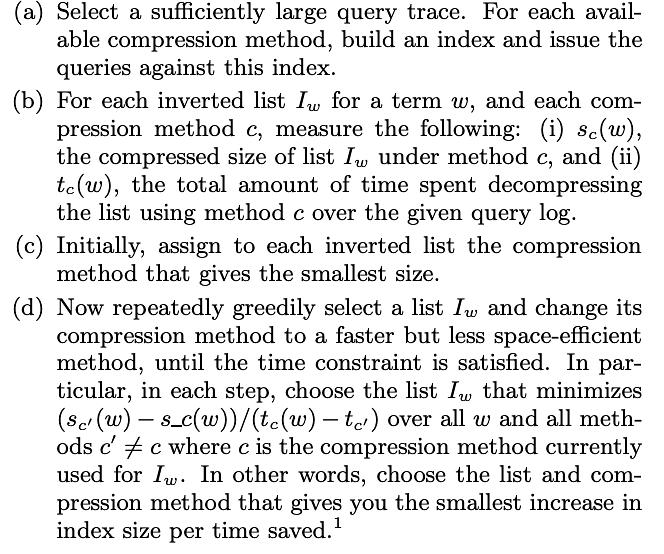 (a) Select a sufficiently large query trace. For each avail-
able compression method, build an index and issue the
queries against this index.
(b) For each inverted list I_w for a term w, and each com-
pression method c, measure the following: (i) s_c(w),
the compressed size of list I_w under method c, and (ii)
t_c(w), the total amount of time spent decompressing
the list using method c over the given query log.
(c) Initially, assign to each inverted list the compression
method that gives the smallest size.
(d) Now repeatedly greedily select a list I_w and change its
compression method to a faster but less space-efficient
method, until the time constraint is satisfied. In par-
ticular, in each step, choose the list I_w that minimizes
(s_{c'}(w) − s_c(w))/(t_c(w) − t_{c'}) over all w and all meth-
ods c' ≠ c where c is the compression method currently
used for I_w. In other words, choose the list and com-
pression method that gives you the smallest increase in
index size per time saved.¹